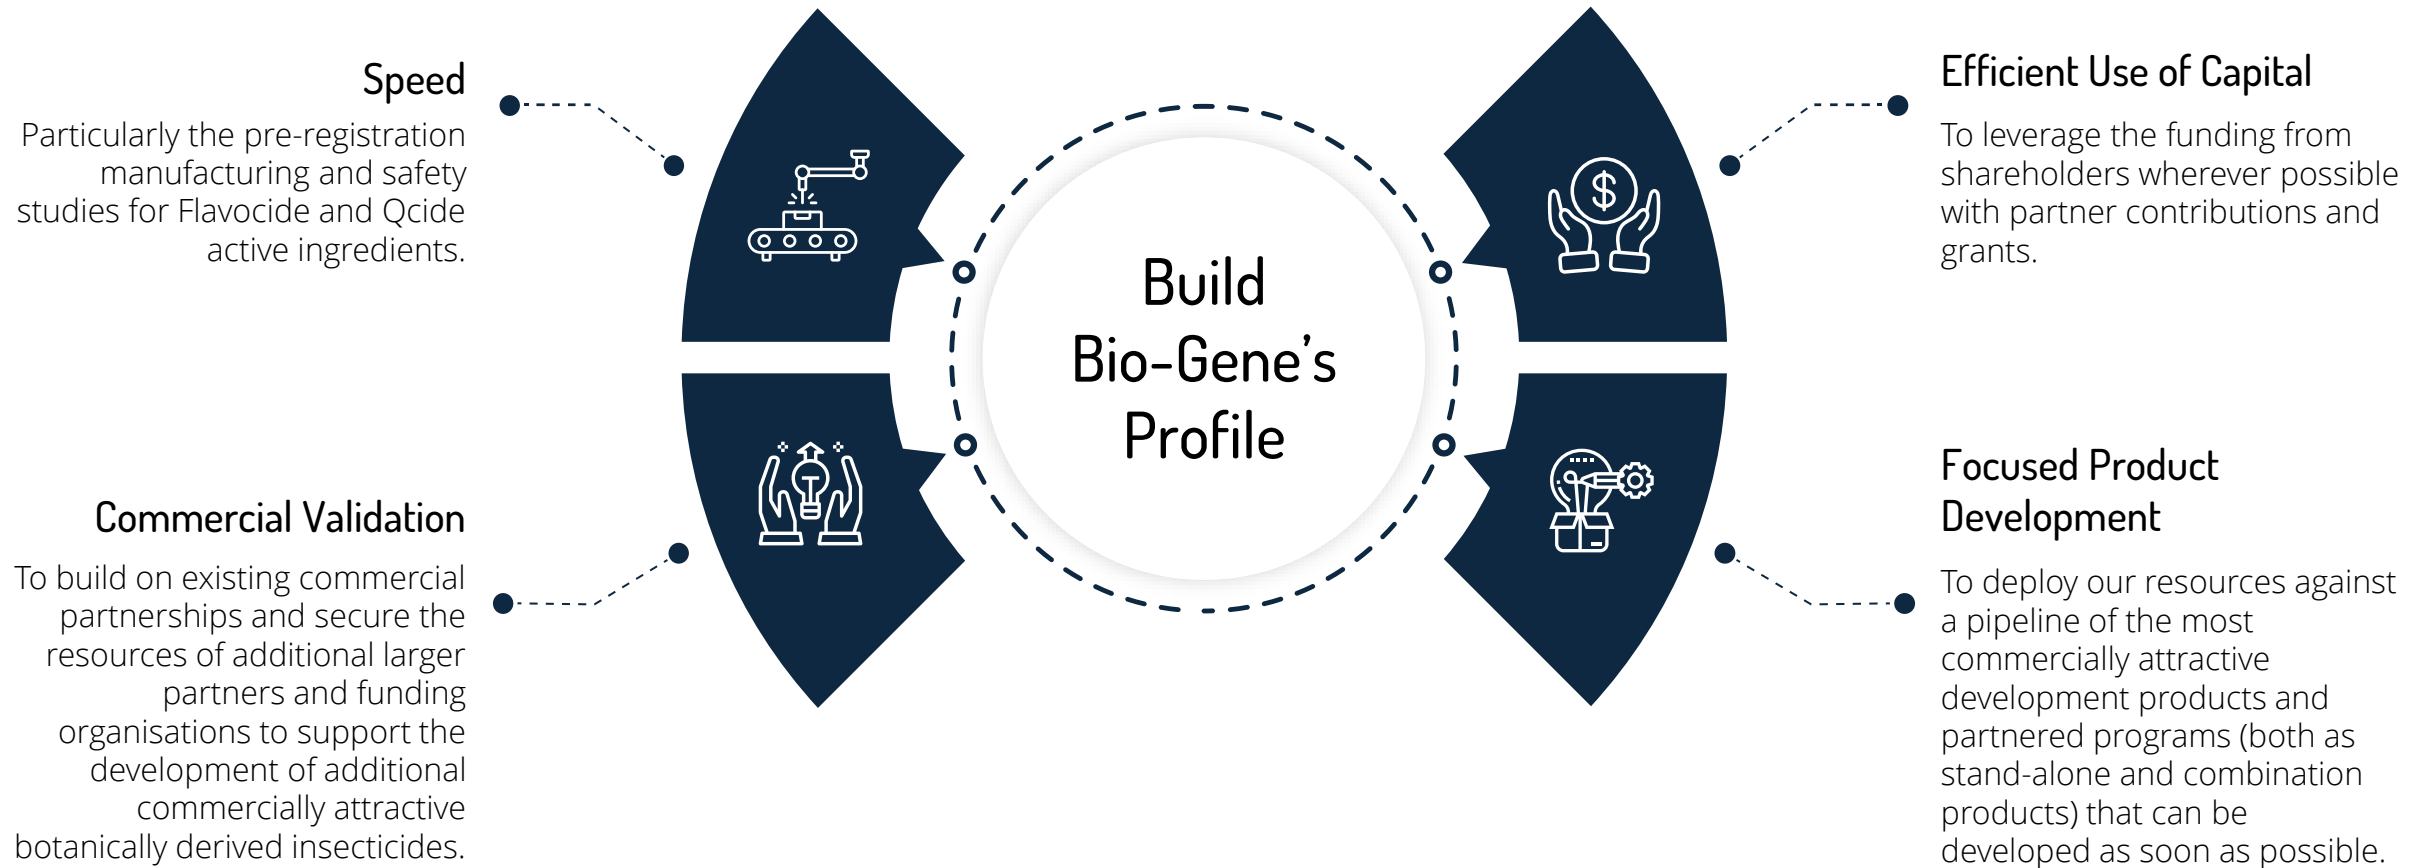 Speed
Particularly the pre-registration
manufacturing and safety
studies for Flavocide and Qcide
active ingredients.
Commercial Validation
To build on existing commercial
partnerships and secure the
resources of additional larger
partners and funding
organisations to support the
development of additional
commercially attractive
botanically derived insecticides.
Build
Bio-Gene’s
Profile
Efficient Use of Capital
To leverage the funding from
shareholders wherever possible
with partner contributions and
grants.
Focused Product
Development
To deploy our resources against
a pipeline of the most
commercially attractive
development products and
partnered programs (both as
stand-alone and combination
products) that can be
developed as soon as possible.